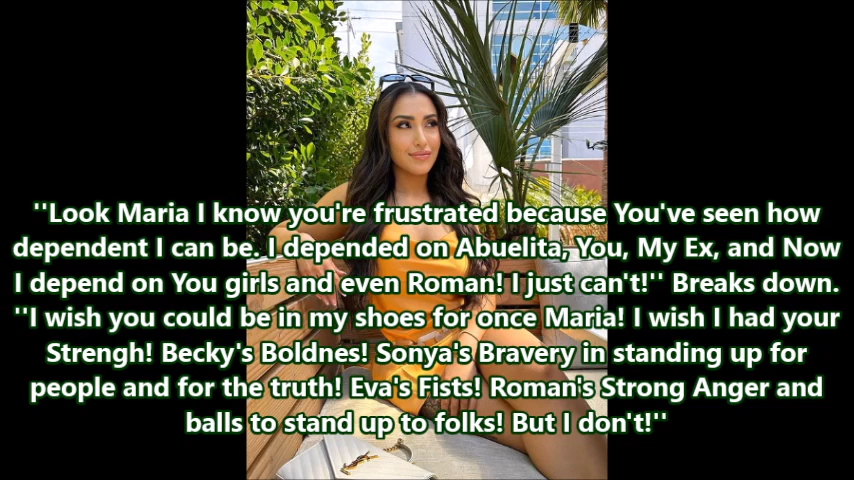 ''Look Maria I know you're frustrated because You've seen how
dependent I can be. I depended on Abuelita, You, My Ex, and Now
I depend on You girls and even Roman! I just can't!'' Breaks down.
''I wish you could be in my shoes for once Maria! I wish I had your
Strengh! Becky's Boldnes! Sonya's Bravery in standing up for
people and for the truth! Eva's Fists! Roman's Strong Anger and
balls to stand up to folks! But I don't!''